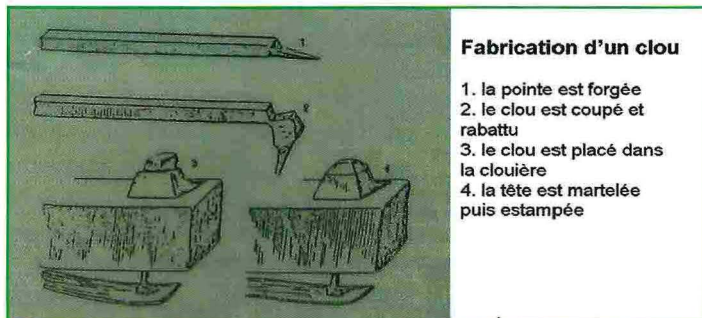 Fabrication d'un clou
1. la pointe est forgée
2. le clou est coupé et
rabattu
3. le clou est placé dans
la clouière
4. la tête est martelée
puis estampée
1
2
3
4